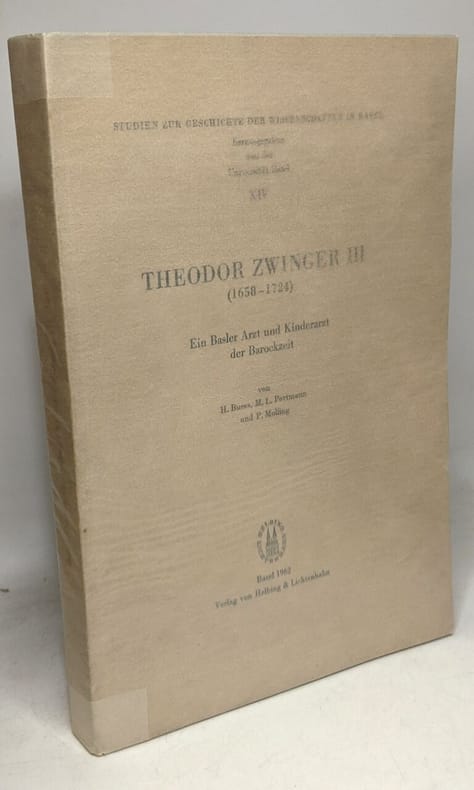 STUDIEN ZUR GESCHICHTE DER WISSENSCHAFTEN IN BASEL
herausgegeben
von der
Universität Basel
XIV
THEODOR ZWINGER III
(1658–1724)
Ein Basler Arzt und Kinderarzt
der Barockzeit
von
H. Buess, M. L. Portmann
und P. Molling
Basel 1962
Verlag von Helbing & Lichtenhahn